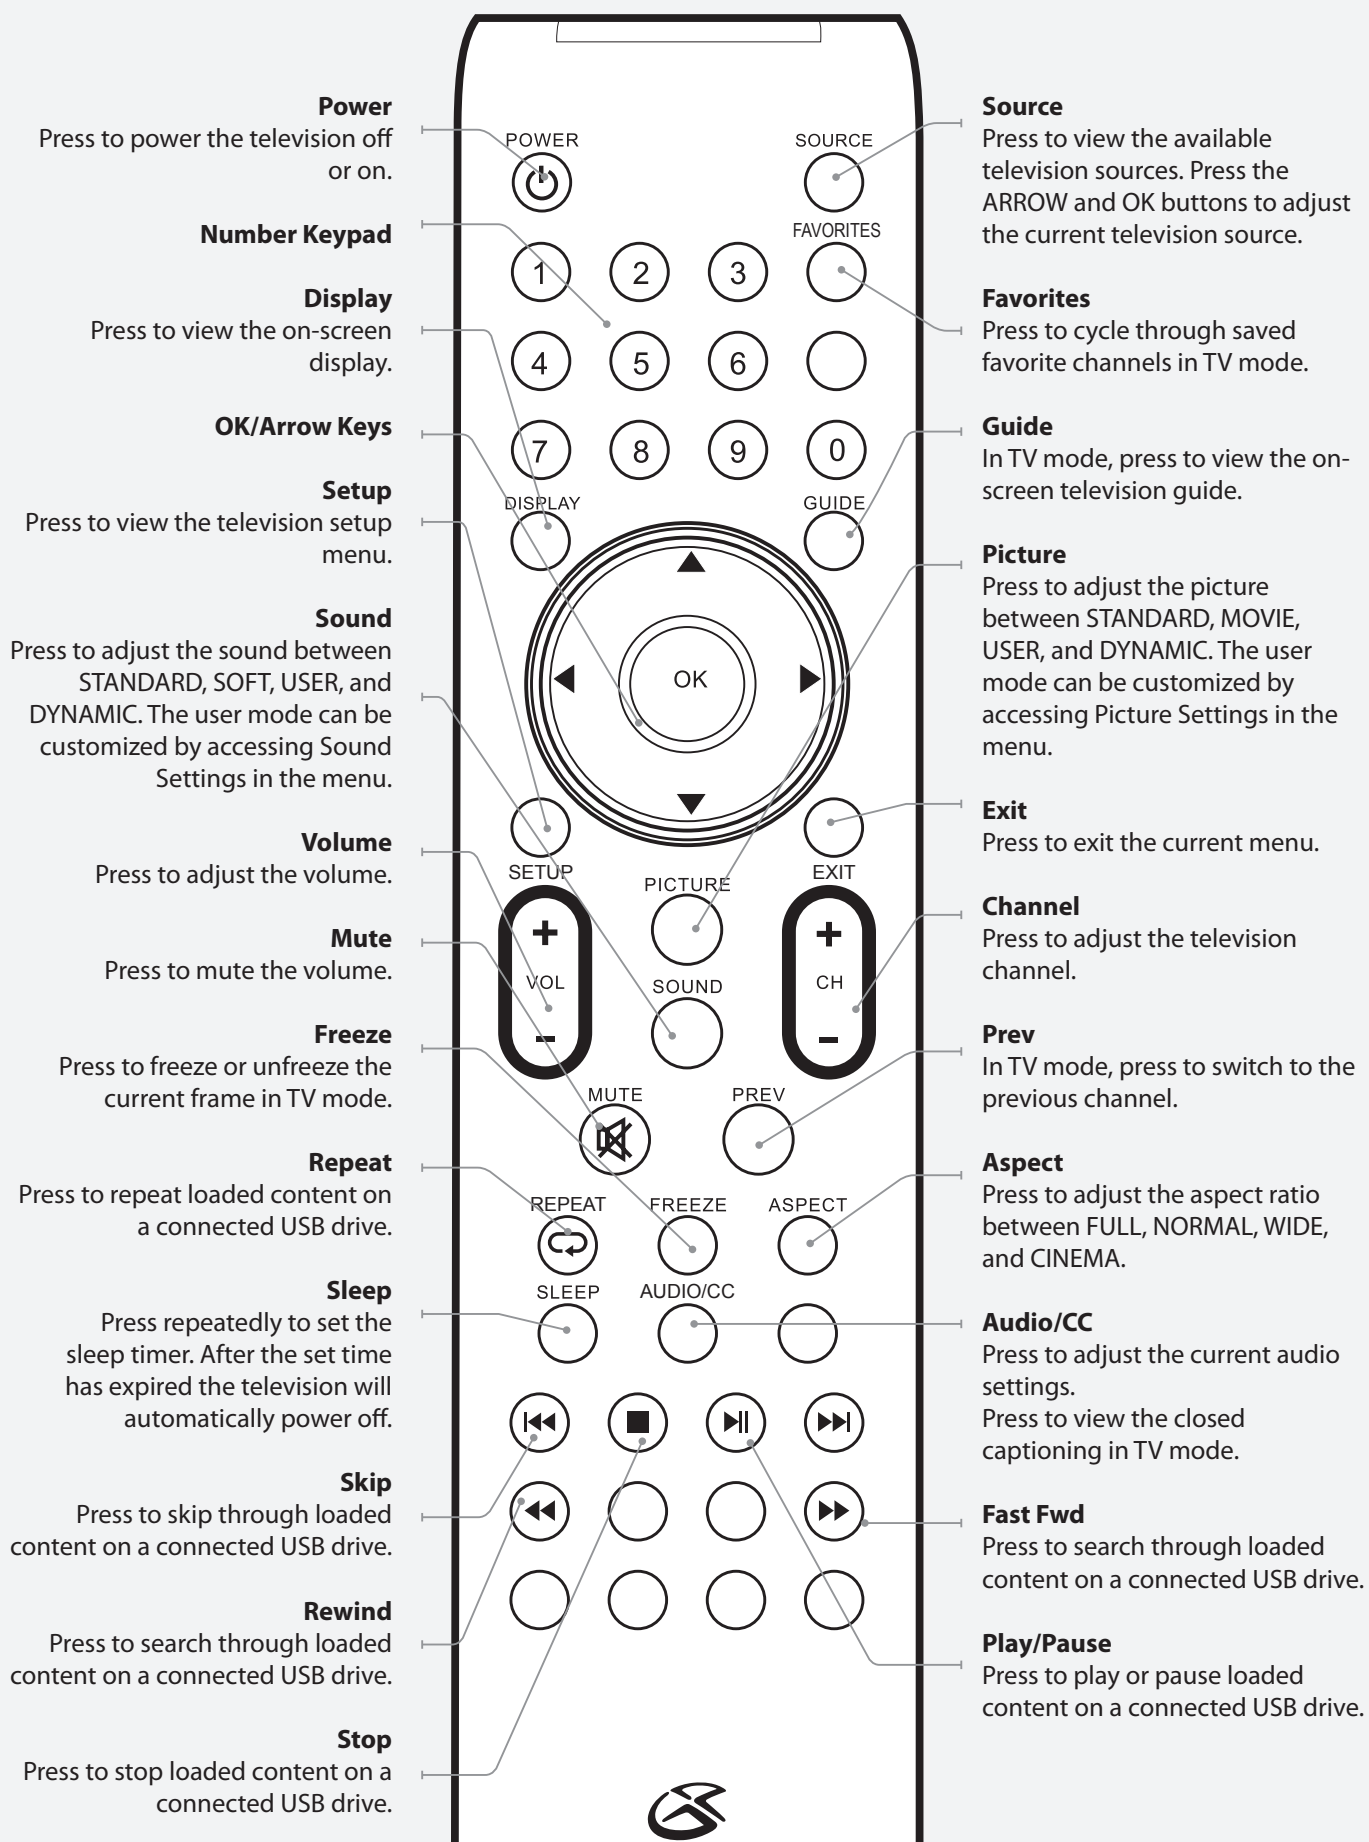 Power
Press to power the television off
or on.
Number Keypad
Display
Press to view the on-screen
display.
OK/Arrow Keys
Setup
Press to view the television setup
menu.
Sound
Press to adjust the sound between
STANDARD, SOFT, USER, and
DYNAMIC. The user mode can be
customized by accessing Sound
Settings in the menu.
Volume
Press to adjust the volume.
Mute
Press to mute the volume.
Freeze
Press to freeze or unfreeze the
current frame in TV mode.
Repeat
Press to repeat loaded content on
a connected USB drive.
Sleep
Press repeatedly to set the
sleep timer. After the set time
has expired the television will
automatically power off.
Skip
Press to skip through loaded
content on a connected USB drive.
Rewind
Press to search through loaded
content on a connected USB drive.
Stop
Press to stop loaded content on a
connected USB drive.
POWER SOURCE
FAVORITES
1 2 3
4 5 6
7 8 9 0
DISPLAY GUIDE
OK
SETUP PICTURE EXIT
+ +
VOL SOUND CH
- -
MUTE PREV
REPEAT FREEZE ASPECT
SLEEP AUDIO/CC
Source
Press to view the available
television sources. Press the
ARROW and OK buttons to adjust
the current television source.
Favorites
Press to cycle through saved
favorite channels in TV mode.
Guide
In TV mode, press to view the on-
screen television guide.
Picture
Press to adjust the picture
between STANDARD, MOVIE,
USER, and DYNAMIC. The user
mode can be customized by
accessing Picture Settings in the
menu.
Exit
Press to exit the current menu.
Channel
Press to adjust the television
channel.
Prev
In TV mode, press to switch to the
previous channel.
Aspect
Press to adjust the aspect ratio
between FULL, NORMAL, WIDE,
and CINEMA.
Audio/CC
Press to adjust the current audio
settings.
Press to view the closed
captioning in TV mode.
Fast Fwd
Press to search through loaded
content on a connected USB drive.
Play/Pause
Press to play or pause loaded
content on a connected USB drive.